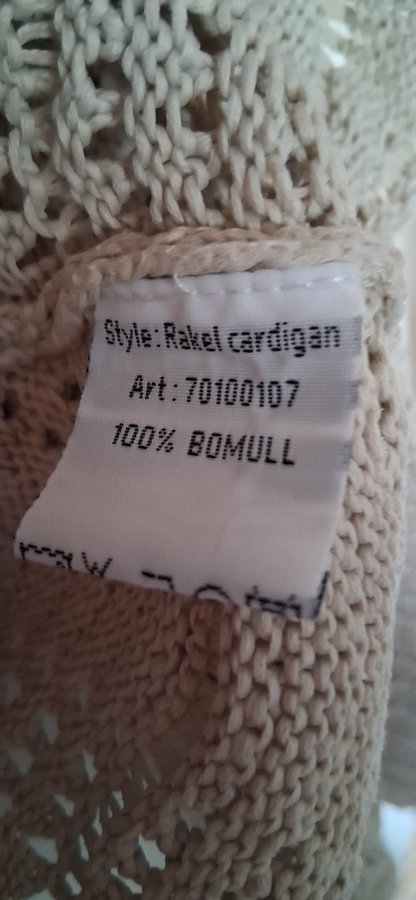 Style: Rakel cardigan
Art: 70100107
100% BOMULL